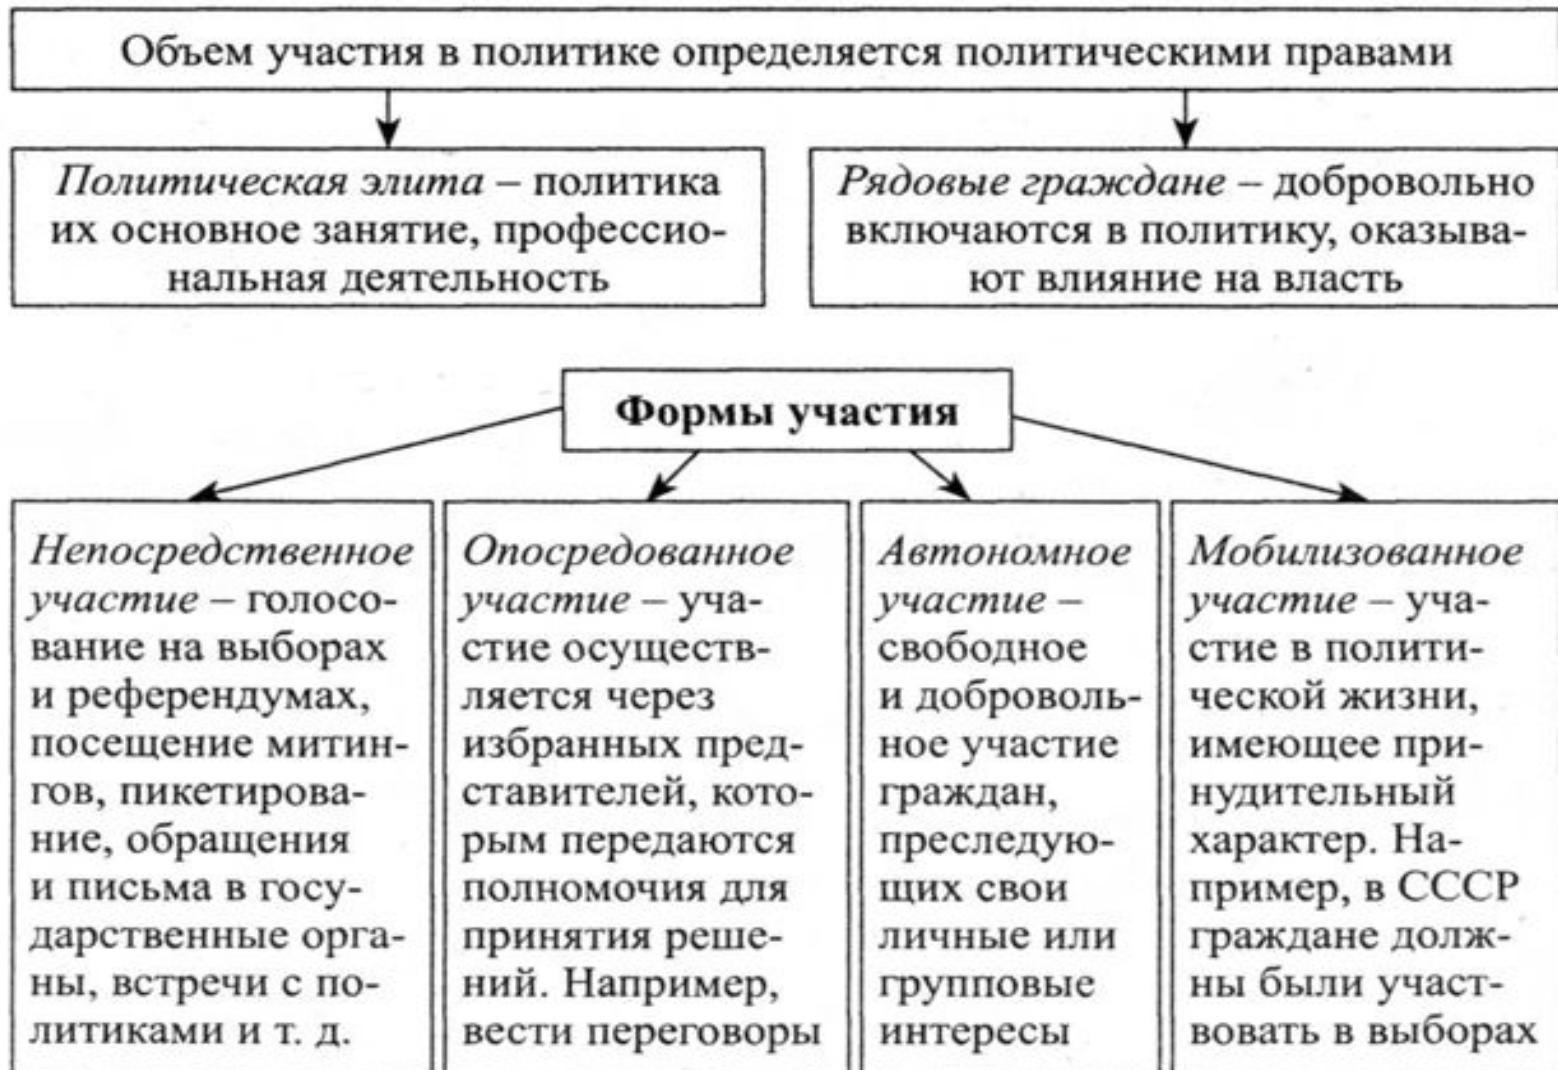 Объем участия в политике определяется политическими правами
Политическая элита – политика
их основное занятие, профессио-
нальная деятельность
Рядовые граждане – добровольно
включаются в политику, оказыва-
ют влияние на власть
Формы участия
Непосредственное
участие – голосо-
вание на выборах
и референдумах,
посещение митин-
гов, пикетирова-
ние, обращения
и письма в госу-
дарственные орга-
ны, встречи с по-
литиками и т. д.
Опосредованное
участие – уча-
стие осуществ-
ляется через
избранных пред-
ставителей, кото-
рым передаются
полномочия для
принятия реше-
ний. Например,
вести переговоры
Автономное
участие –
свободное
и доброволь-
ное участие
граждан,
преследую-
щих свои
личные или
групповые
интересы
Мобилизованное
участие – уча-
стие в полити-
ческой жизни,
имеющее при-
нудительный
характер. На-
пример, в СССР
граждане долж-
ны были участ-
вовать в выборах